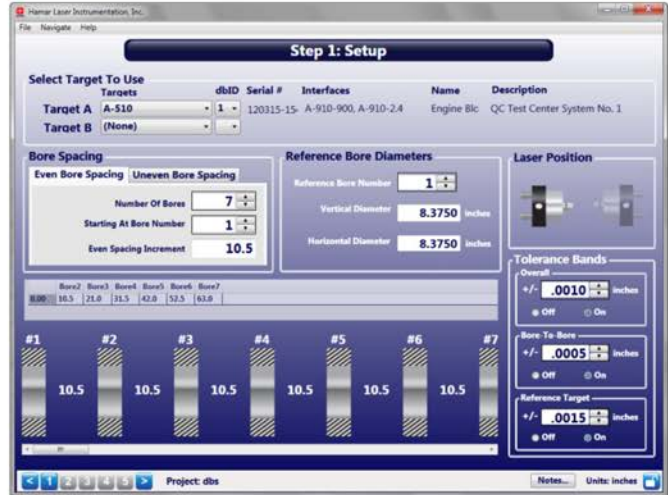 Hamar Laser Instrumentation, Inc.
File Navigate Help
Step 1: Setup
Select Target To Use
Targets dbID Serial # Interfaces Name Description
Target A A-510 1 120315-15- A-910-900, A-910-2.4 Engine Blc QC Test Center System No. 1
Target B (None)
Bore Spacing
Even Bore Spacing Uneven Bore Spacing
Number Of Bores 7
Starting At Bore Number 1
Even Spacing Increment 10.5
Reference Bore Diameters
Reference Bore Number 1
Vertical Diameter 8.3750 inches
Horizontal Diameter 8.3750 inches
Laser Position
Bore2 Bore3 Bore4 Bore5 Bore6 Bore7
0.00 10.5 21.0 31.5 42.0 52.5 63.0
#1 #2 #3 #4 #5 #6 #7
10.5 10.5 10.5 10.5 10.5 10.5
Tolerance Bands
Overall
+/- .0010 inches
Off On
Bore-To-Bore
+/- .0005 inches
Off On
Reference Target
+/- .0015 inches
Off On
< 1 2 3 4 5 > Project: dbs Notes... Units: inches